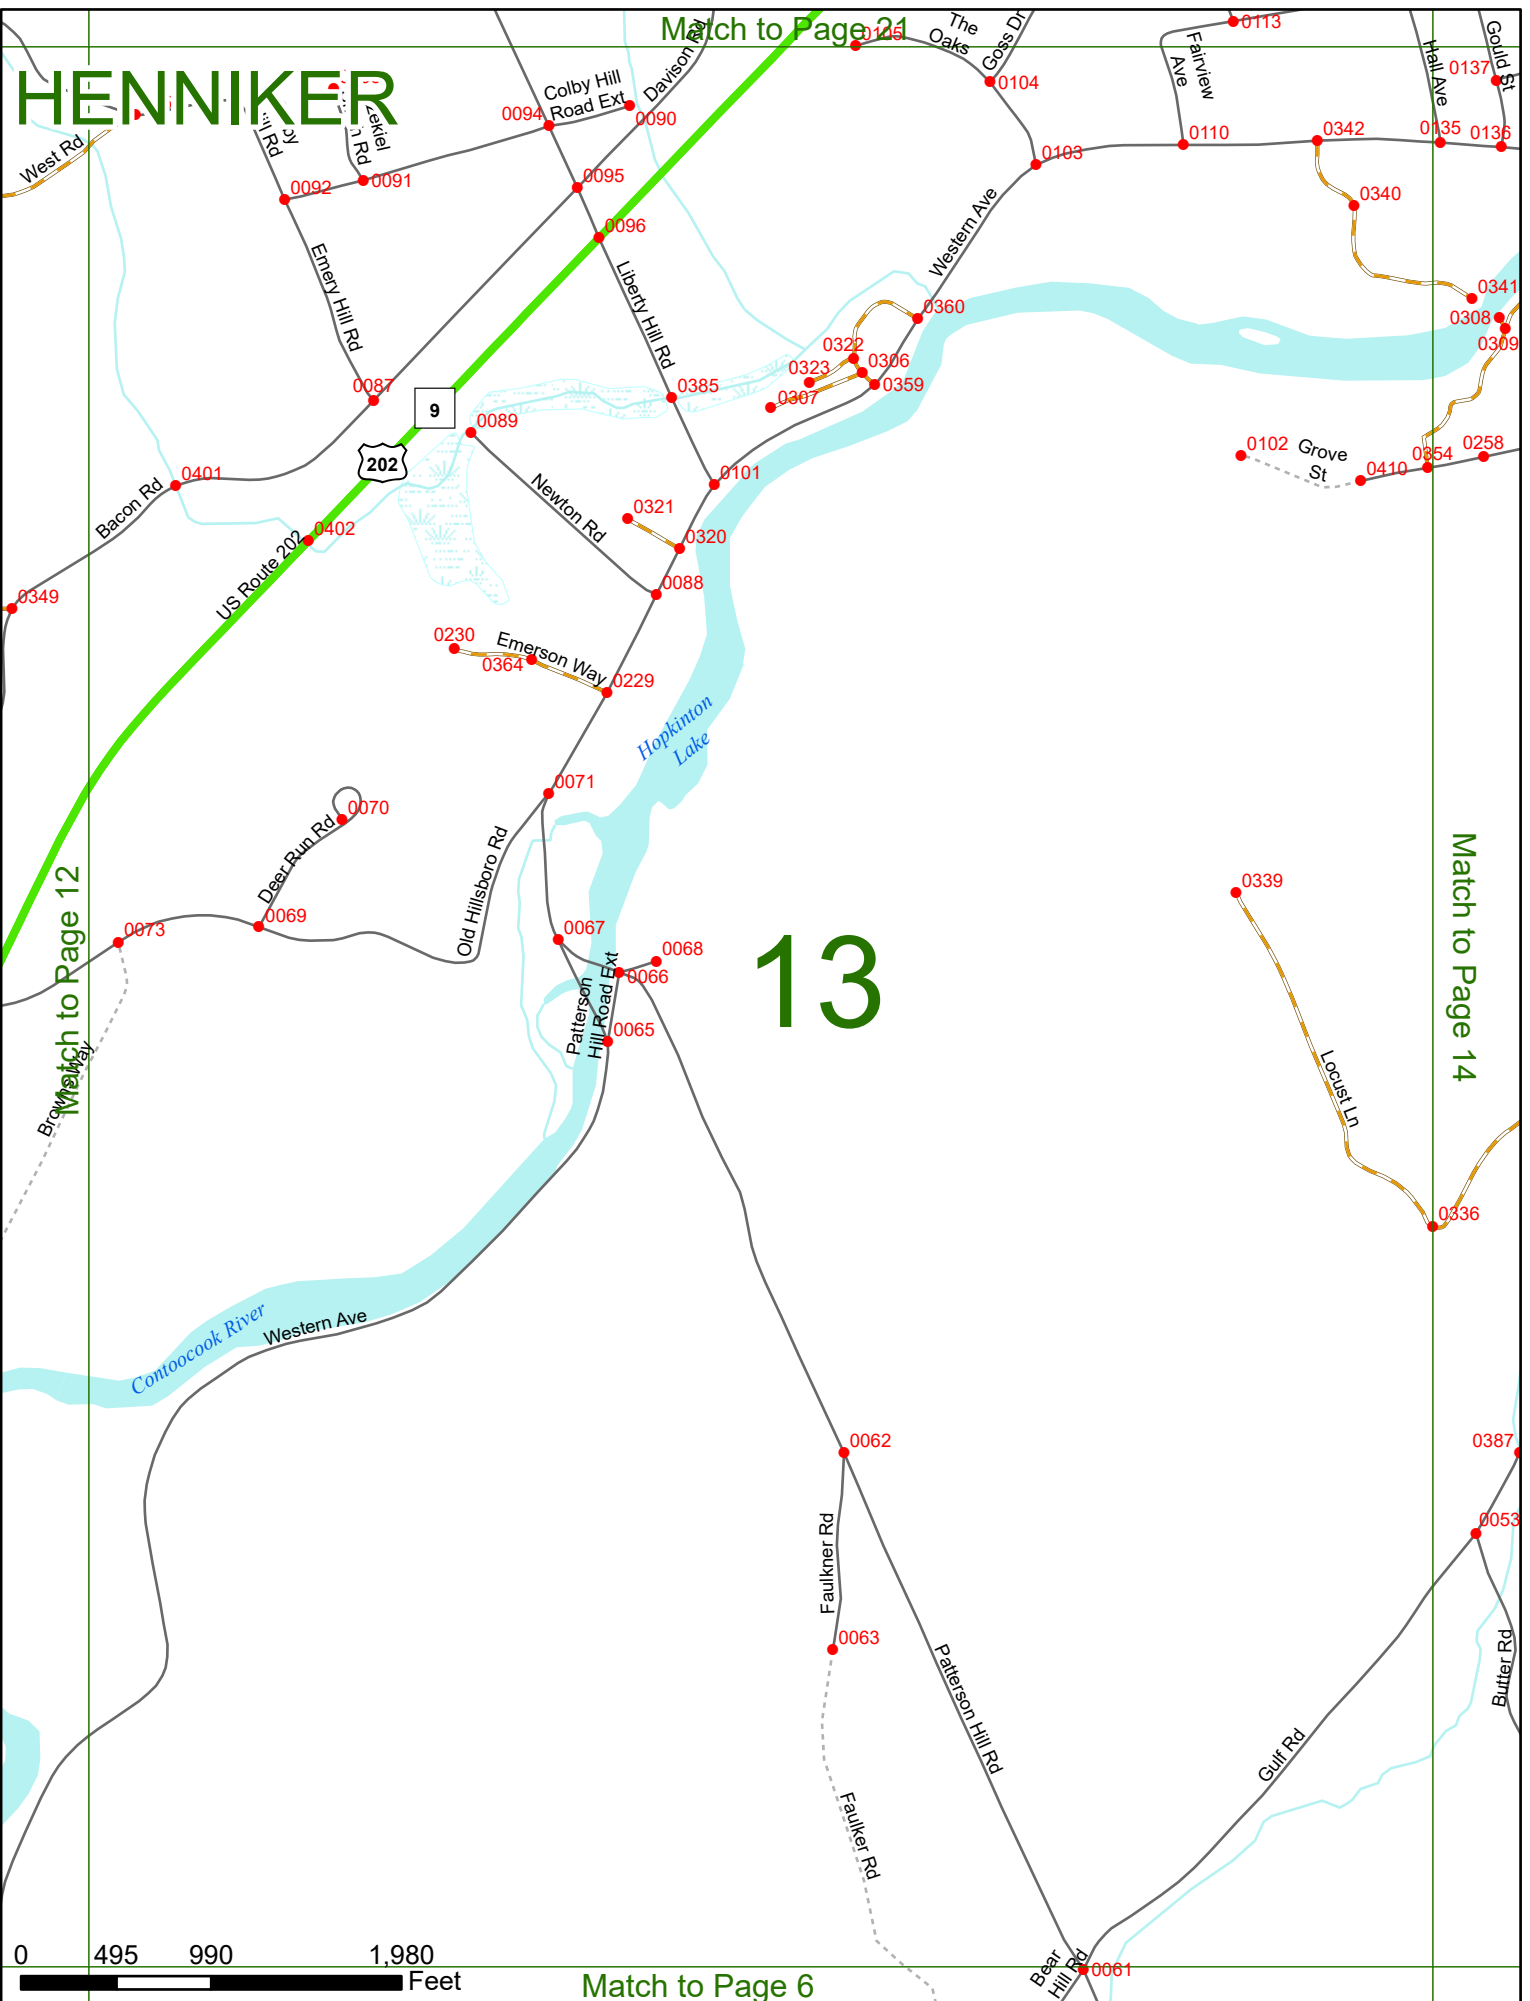 Match to Page 21
HENNIKER
The
Oaks
Goss Dr
0105
0104
0113
Fairview
Ave
Hall Ave
Gould St
0137
Colby Hill
Road Ext
Davison Rd
0094
0090
West Rd
0092
0091
0095
0096
0103
0110
0342
0135
0136
0340
0341
0308
0309
Emery Hill Rd
Liberty Hill Rd
Western Ave
0360
0322
0306
0323
0359
0307
0385
0087
9
202
0089
0101
0102
Grove
St
0410
0354
0258
0401
Bacon Rd
0402
US Route 202
Newton Rd
0321
0320
0088
0349
0230
0364
Emerson Way
0229
Hopkinton
Lake
0071
0070
Deer Run Rd
Old Hillsboro Rd
0069
0073
Match to Page 12
Browns Way
0067
0068
0066
Patterson
Hill Road Ext
0065
13
0339
Match to Page 14
Locust Ln
0336
Contoocook River
Western Ave
0062
0387
0053
Faulkner Rd
0063
Patterson Hill Rd
Butter Rd
Gulf Rd
Faulker Rd
Bear
Hill Rd
0061
0 495 990 1,980
Feet
Match to Page 6